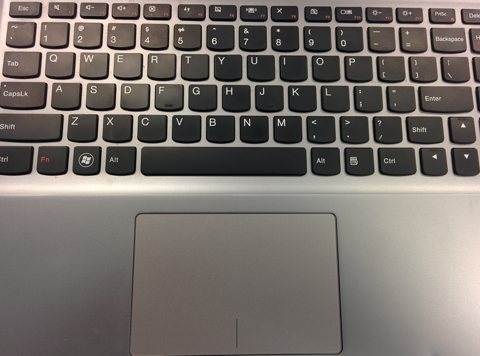 Esc PrtSc Dele
~ ! 1 @ 2 # 3 $ 4 % 5 ^ 6 & 7 * 8 ( 9 ) 0 _ - + = Backspace
Tab Q W E R T Y U I O P { [ } ] | \
CapsLk A S D F G H J K L : ; " ' Enter
Shift Z X C V B N M < , > . ? / Shift
Ctrl Fn Alt Alt Ctrl